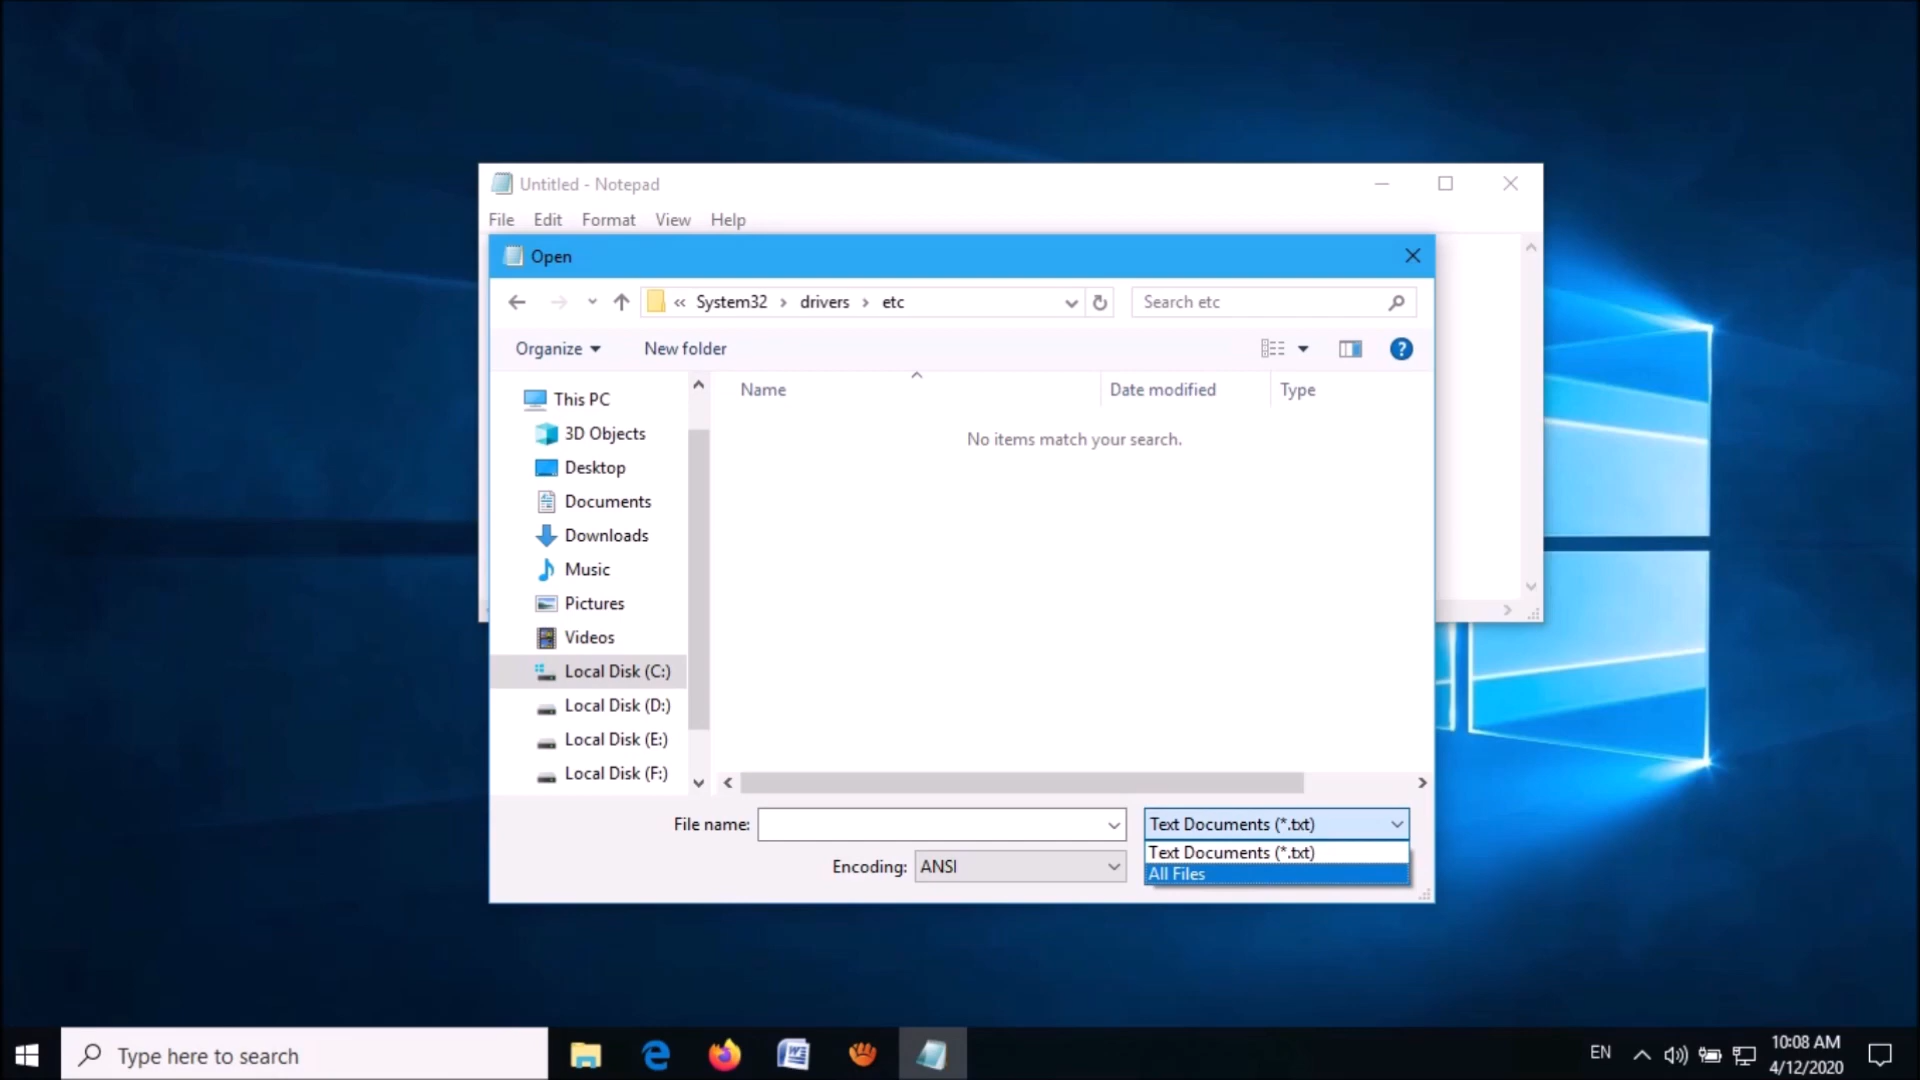 Untitled - Notepad
File Edit Format View Help
Open
« System32 › drivers › etc
Search etc
Organize
New folder
Name
Date modified
Type
No items match your search.
This PC
3D Objects
Desktop
Documents
Downloads
Music
Pictures
Videos
Local Disk (C:)
Local Disk (D:)
Local Disk (E:)
Local Disk (F:)
File name:
Text Documents (*.txt)
Text Documents (*.txt)
All Files
Encoding: ANSI
Type here to search
EN
10:08 AM
4/12/2020